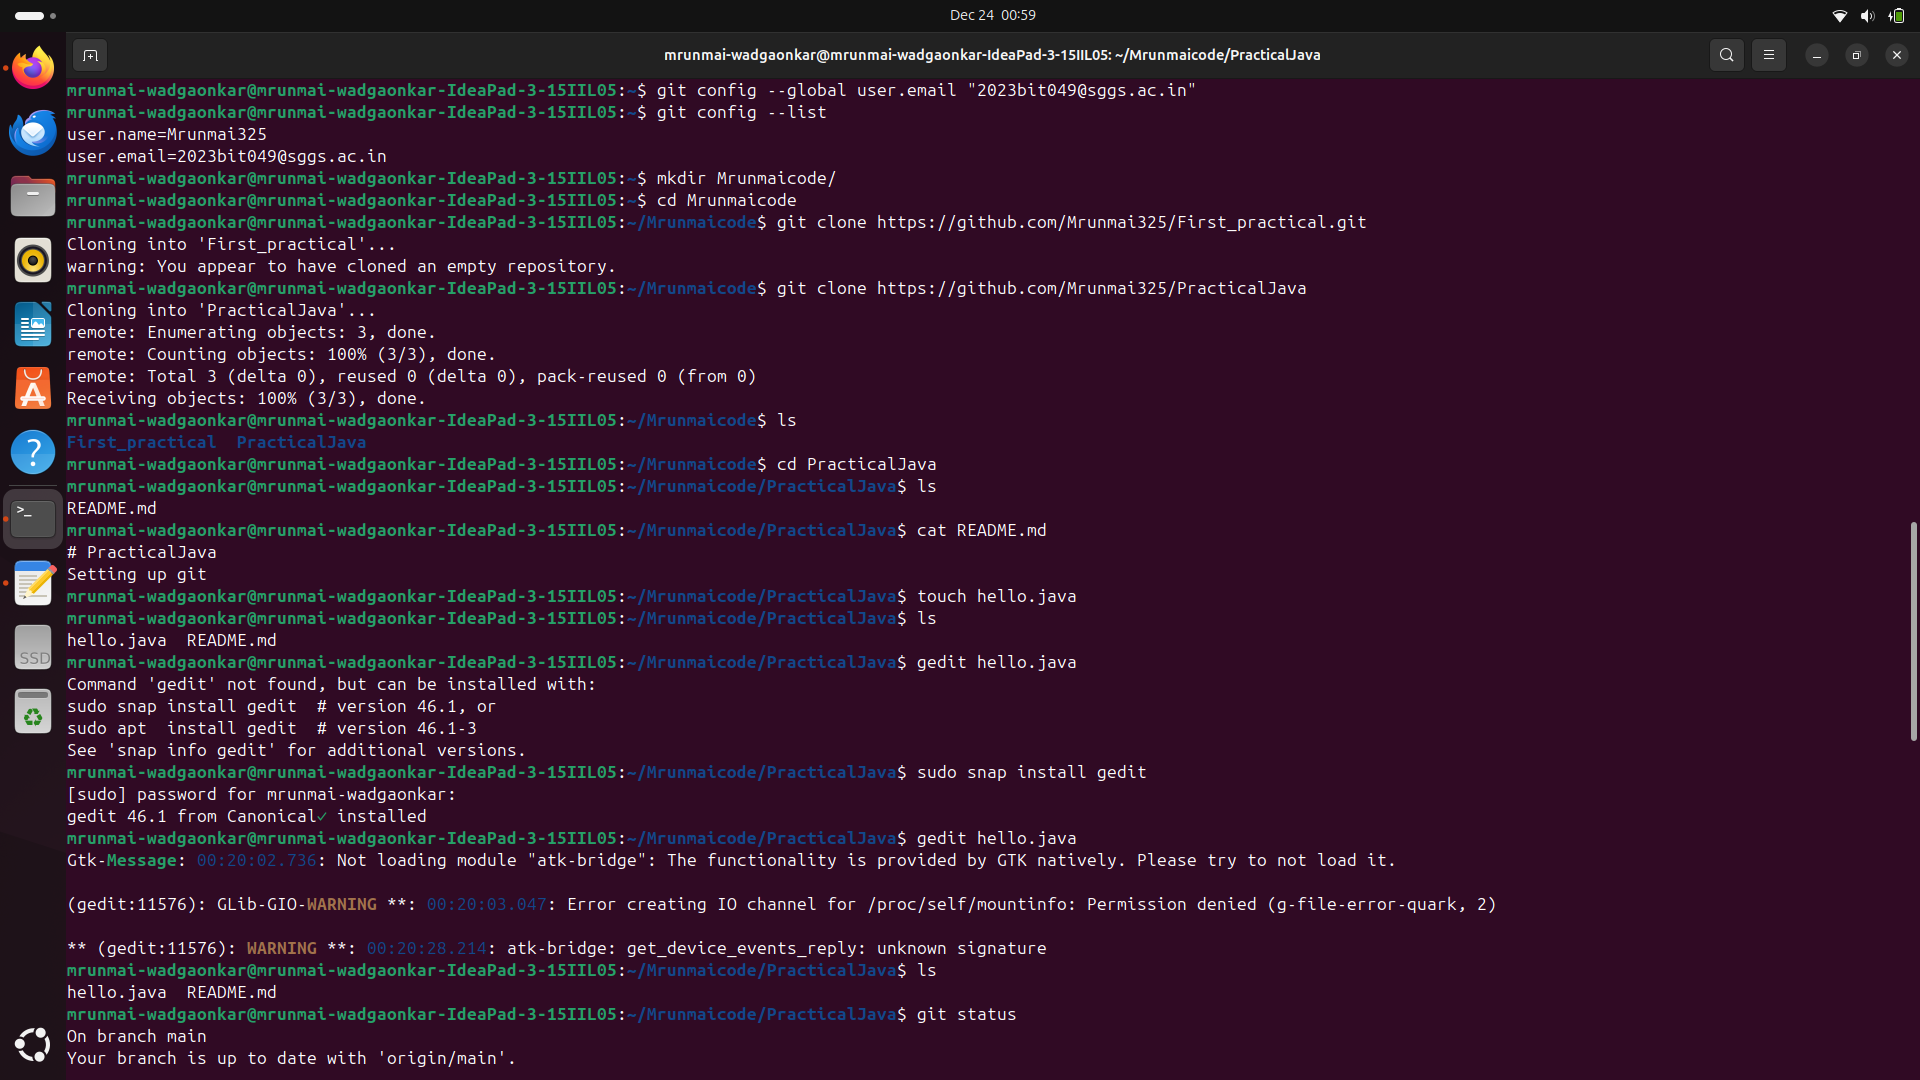 Dec 24 00:59
mrunmai-wadgaonkar@mrunmai-wadgaonkar-IdeaPad-3-15IIL05: ~/Mrunmaicode/PracticalJava
mrunmai-wadgaonkar@mrunmai-wadgaonkar-IdeaPad-3-15IIL05:~$ git config --global user.email "2023bit049@sggs.ac.in"
mrunmai-wadgaonkar@mrunmai-wadgaonkar-IdeaPad-3-15IIL05:~$ git config --list
user.name=Mrunmai325
user.email=2023bit049@sggs.ac.in
mrunmai-wadgaonkar@mrunmai-wadgaonkar-IdeaPad-3-15IIL05:~$ mkdir Mrunmaicode/
mrunmai-wadgaonkar@mrunmai-wadgaonkar-IdeaPad-3-15IIL05:~$ cd Mrunmaicode
mrunmai-wadgaonkar@mrunmai-wadgaonkar-IdeaPad-3-15IIL05:~/Mrunmaicode$ git clone https://github.com/Mrunmai325/First_practical.git
Cloning into 'First_practical'...
warning: You appear to have cloned an empty repository.
mrunmai-wadgaonkar@mrunmai-wadgaonkar-IdeaPad-3-15IIL05:~/Mrunmaicode$ git clone https://github.com/Mrunmai325/PracticalJava
Cloning into 'PracticalJava'...
remote: Enumerating objects: 3, done.
remote: Counting objects: 100% (3/3), done.
remote: Total 3 (delta 0), reused 0 (delta 0), pack-reused 0 (from 0)
Receiving objects: 100% (3/3), done.
mrunmai-wadgaonkar@mrunmai-wadgaonkar-IdeaPad-3-15IIL05:~/Mrunmaicode$ ls
First_practical  PracticalJava
mrunmai-wadgaonkar@mrunmai-wadgaonkar-IdeaPad-3-15IIL05:~/Mrunmaicode$ cd PracticalJava
mrunmai-wadgaonkar@mrunmai-wadgaonkar-IdeaPad-3-15IIL05:~/Mrunmaicode/PracticalJava$ ls
README.md
mrunmai-wadgaonkar@mrunmai-wadgaonkar-IdeaPad-3-15IIL05:~/Mrunmaicode/PracticalJava$ cat README.md
# PracticalJava
Setting up git
mrunmai-wadgaonkar@mrunmai-wadgaonkar-IdeaPad-3-15IIL05:~/Mrunmaicode/PracticalJava$ touch hello.java
mrunmai-wadgaonkar@mrunmai-wadgaonkar-IdeaPad-3-15IIL05:~/Mrunmaicode/PracticalJava$ ls
hello.java  README.md
mrunmai-wadgaonkar@mrunmai-wadgaonkar-IdeaPad-3-15IIL05:~/Mrunmaicode/PracticalJava$ gedit hello.java
Command 'gedit' not found, but can be installed with:
sudo snap install gedit  # version 46.1, or
sudo apt  install gedit  # version 46.1-3
See 'snap info gedit' for additional versions.
mrunmai-wadgaonkar@mrunmai-wadgaonkar-IdeaPad-3-15IIL05:~/Mrunmaicode/PracticalJava$ sudo snap install gedit
[sudo] password for mrunmai-wadgaonkar:
gedit 46.1 from Canonical✓ installed
mrunmai-wadgaonkar@mrunmai-wadgaonkar-IdeaPad-3-15IIL05:~/Mrunmaicode/PracticalJava$ gedit hello.java
Gtk-Message: 00:20:02.736: Not loading module "atk-bridge": The functionality is provided by GTK natively. Please try to not load it.
(gedit:11576): GLib-GIO-WARNING **: 00:20:03.047: Error creating IO channel for /proc/self/mountinfo: Permission denied (g-file-error-quark, 2)
** (gedit:11576): WARNING **: 00:20:28.214: atk-bridge: get_device_events_reply: unknown signature
mrunmai-wadgaonkar@mrunmai-wadgaonkar-IdeaPad-3-15IIL05:~/Mrunmaicode/PracticalJava$ ls
hello.java  README.md
mrunmai-wadgaonkar@mrunmai-wadgaonkar-IdeaPad-3-15IIL05:~/Mrunmaicode/PracticalJava$ git status
On branch main
Your branch is up to date with 'origin/main'.
SSD